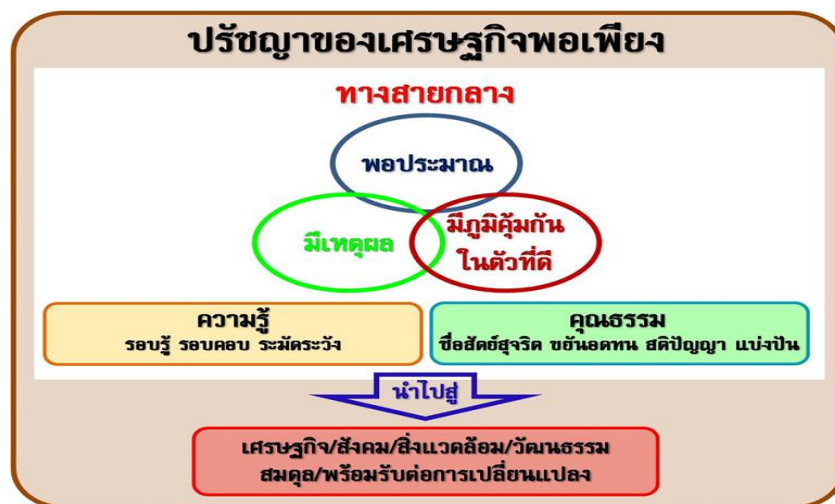 ปรัชญาของเศรษฐกิจพอเพียง
ทางสายกลาง
พอประมาณ
มีเหตุผล
มีภูมิคุ้มกัน
ในตัวที่ดี
ความรู้
รอบรู้ รอบคอบ ระมัดระวัง
คุณธรรม
ซื่อสัตย์สุจริต ขยันอดทน สติปัญญา แบ่งปัน
นำไปสู่
เศรษฐกิจ/สังคม/สิ่งแวดล้อม/วัฒนธรรม
สมดุล/พร้อมรับต่อการเปลี่ยนแปลง